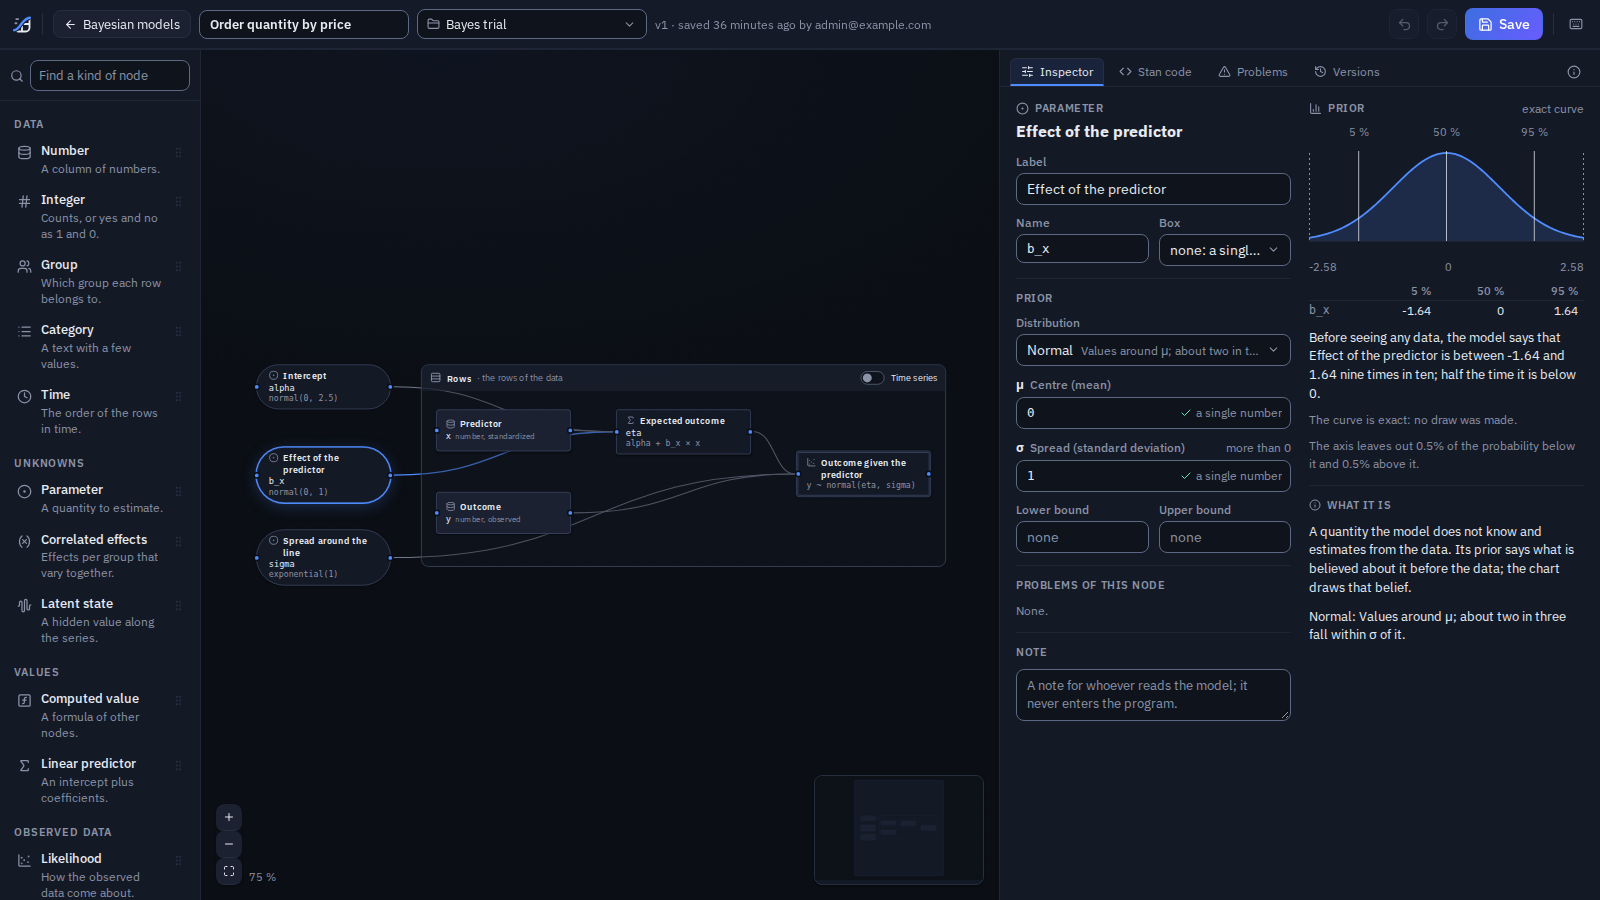 Bayesian models
Order quantity by price
Bayes trial
v1 · saved 36 minutes ago by admin@example.com
Save
Find a kind of node
DATA
Number
A column of numbers.
Integer
Counts, or yes and no
as 1 and 0.
Group
Which group each row
belongs to.
Category
A text with a few
values.
Time
The order of the rows
in time.
UNKNOWNS
Parameter
A quantity to estimate.
Correlated effects
Effects per group that
vary together.
Latent state
A hidden value along
the series.
VALUES
Computed value
A formula of other
nodes.
Linear predictor
An intercept plus
coefficients.
OBSERVED DATA
Likelihood
How the observed
data come about.
Intercept
alpha
normal(0, 2.5)
Effect of the
predictor
b_x
normal(0, 1)
Spread around the
line
sigma
exponential(1)
Rows · the rows of the data
Time series
Predictor
x number, standardized
Expected outcome
eta
alpha + b_x × x
Outcome given the
predictor
y ~ normal(eta, sigma)
Outcome
y number, observed
+
−
75 %
Inspector
Stan code
Problems
Versions
PARAMETER
Effect of the predictor
Label
Effect of the predictor
Name
Box
b_x
none: a singl...
PRIOR
Distribution
Normal Values around μ; about two in t...
μ Centre (mean)
0
a single number
σ Spread (standard deviation)
more than 0
1
a single number
Lower bound
Upper bound
none
none
PROBLEMS OF THIS NODE
None.
NOTE
A note for whoever reads the model; it
never enters the program.
PRIOR
exact curve
5 %
50 %
95 %
-2.58
0
2.58
5 %
50 %
95 %
b_x
-1.64
0
1.64
Before seeing any data, the model says that
Effect of the predictor is between -1.64 and
1.64 nine times in ten; half the time it is below
0.
The curve is exact: no draw was made.
The axis leaves out 0.5% of the probability below
it and 0.5% above it.
WHAT IT IS
A quantity the model does not know and
estimates from the data. Its prior says what is
believed about it before the data; the chart
draws that belief.
Normal: Values around μ; about two in three
fall within σ of it.